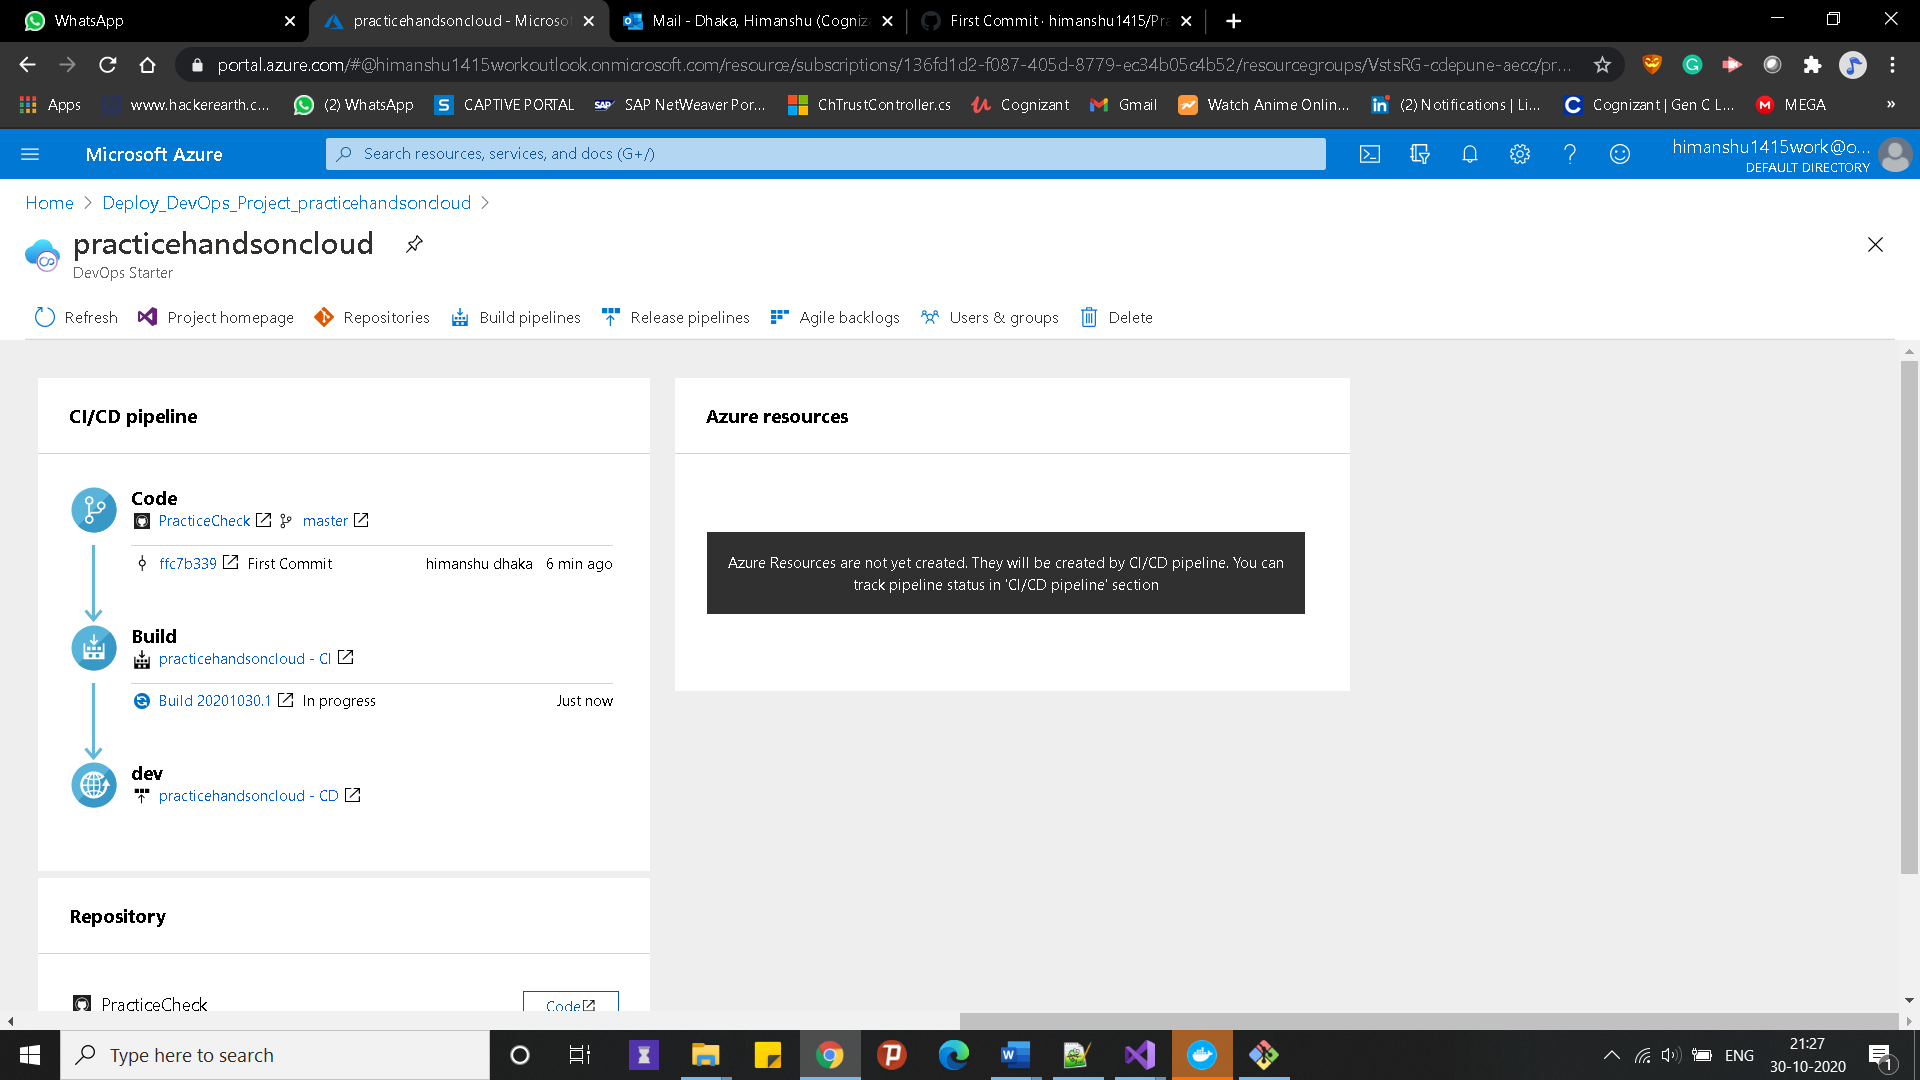 WhatsApp
practicehandsoncloud - Microso
Mail - Dhaka, Himanshu (Cogniz
First Commit · himanshu1415/Pra
portal.azure.com/#@himanshu1415workoutlook.onmicrosoft.com/resource/subscriptions/136fd1d2-f087-405d-8779-ec34b05c4b52/resourcegroups/VstsRG-cdepune-aecc/pr...
Apps
www.hackerearth.c...
(2) WhatsApp
CAPTIVE PORTAL
SAP NetWeaver Por...
ChTrustController.cs
Cognizant
Gmail
Watch Anime Onlin...
(2) Notifications | Li...
Cognizant | Gen C L...
MEGA
»
Microsoft Azure
Search resources, services, and docs (G+/)
himanshu1415work@o...
DEFAULT DIRECTORY
Home > Deploy_DevOps_Project_practicehandsoncloud >
practicehandsoncloud
DevOps Starter
Refresh
Project homepage
Repositories
Build pipelines
Release pipelines
Agile backlogs
Users & groups
Delete
CI/CD pipeline
Code
PracticeCheck master
ffc7b339 First Commit himanshu dhaka 6 min ago
Build
practicehandsoncloud - CI
Build 20201030.1 In progress Just now
dev
practicehandsoncloud - CD
Azure resources
Azure Resources are not yet created. They will be created by CI/CD pipeline. You can
track pipeline status in 'CI/CD pipeline' section
Repository
PracticeCheck
Code
Type here to search
ENG
21:27
30-10-2020
1